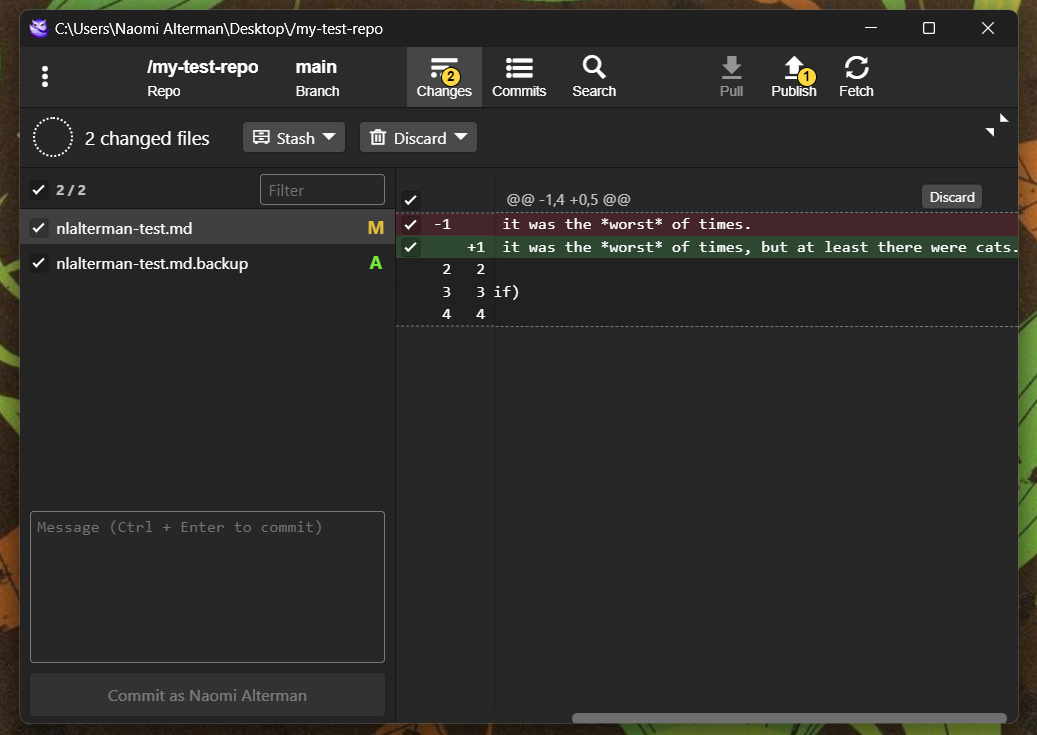 C:\Users\Naomi Alterman\Desktop\/my-test-repo
/my-test-repo
Repo
main
Branch
2
Changes
Commits
Search
Pull
1
Publish
Fetch
2 changed files
Stash
Discard
2 / 2
Filter
nlalterman-test.md M
nlalterman-test.md.backup A
@@ -1,4 +0,5 @@
Discard
-1 it was the *worst* of times.
+1 it was the *worst* of times, but at least there were cats.
2 2
3 3 if)
4 4
Message (Ctrl + Enter to commit)
Commit as Naomi Alterman